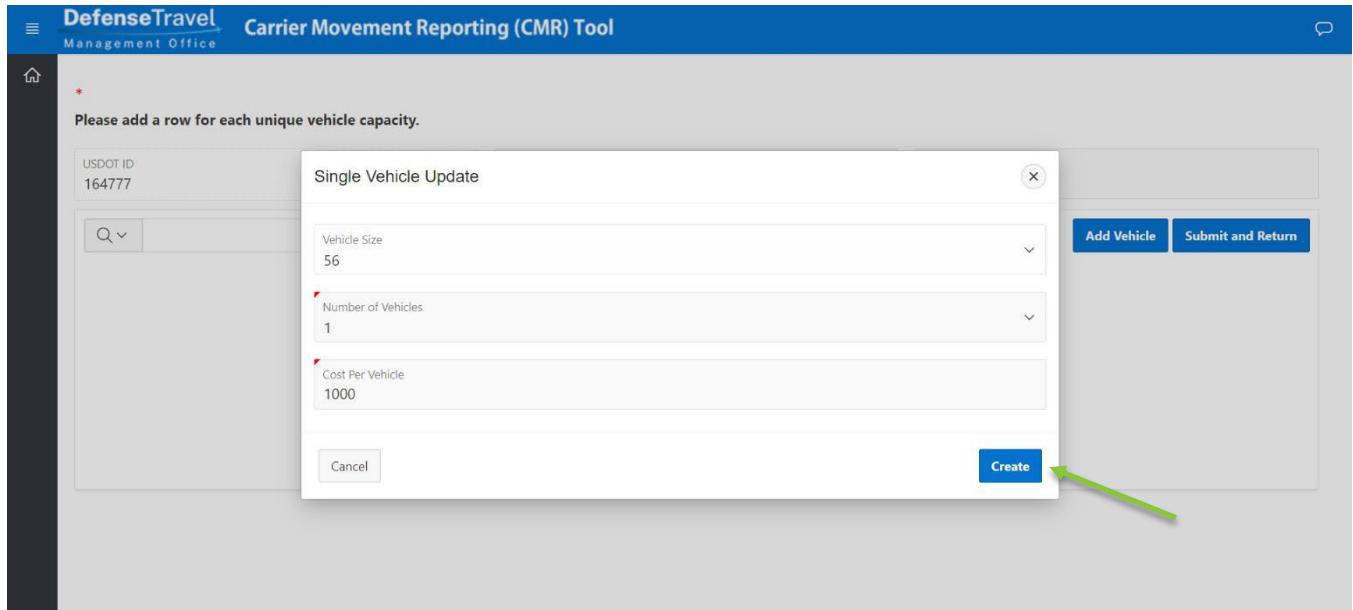 DefenseTravel
Management Office
Carrier Movement Reporting (CMR) Tool
*
Please add a row for each unique vehicle capacity.
USDOT ID
164777
Single Vehicle Update
Vehicle Size
56
Number of Vehicles
1
Cost Per Vehicle
1000
Cancel
Create
Add Vehicle
Submit and Return